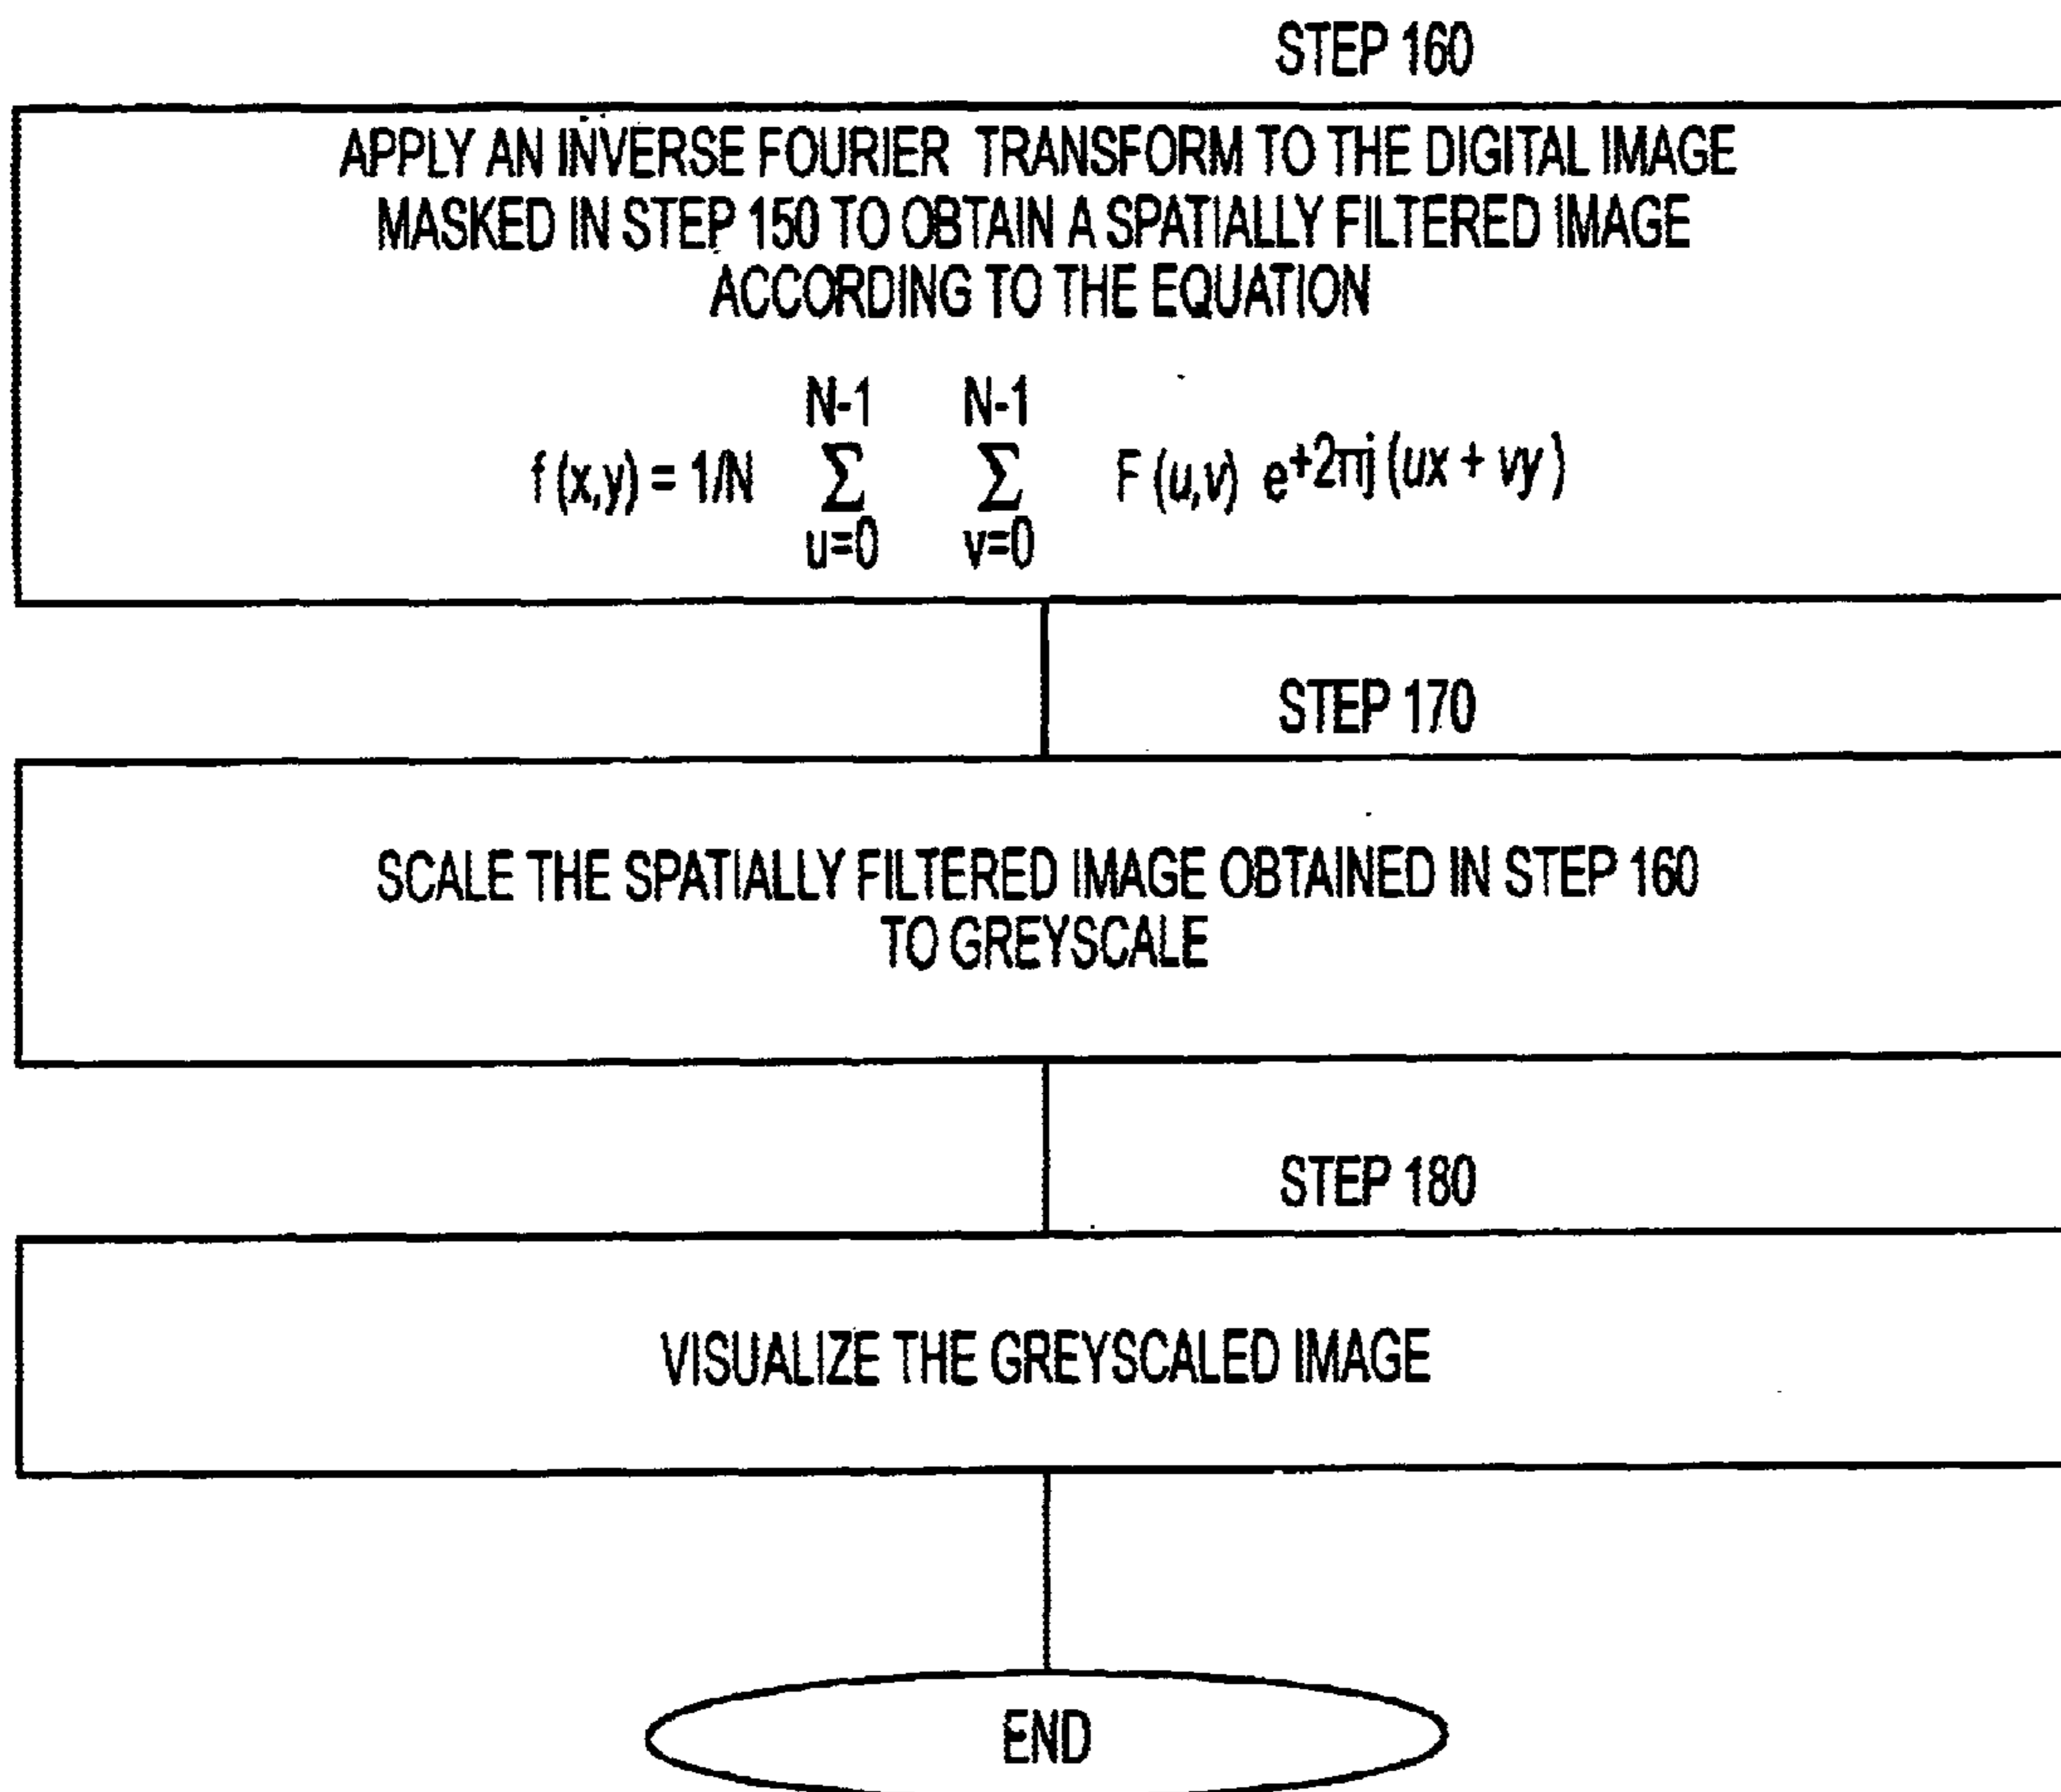 STEP 160
APPLY AN INVERSE FOURIER TRANSFORM TO THE DIGITAL IMAGE
MASKED IN STEP 150 TO OBTAIN A SPATIALLY FILTERED IMAGE
ACCORDING TO THE EQUATION
N-1 N-1
f (x,y) = 1/N Σ Σ F (u,v) e+2πj (ux + vy)
u=0 v=0
STEP 170
SCALE THE SPATIALLY FILTERED IMAGE OBTAINED IN STEP 160
TO GREYSCALE
STEP 180
VISUALIZE THE GREYSCALED IMAGE
END